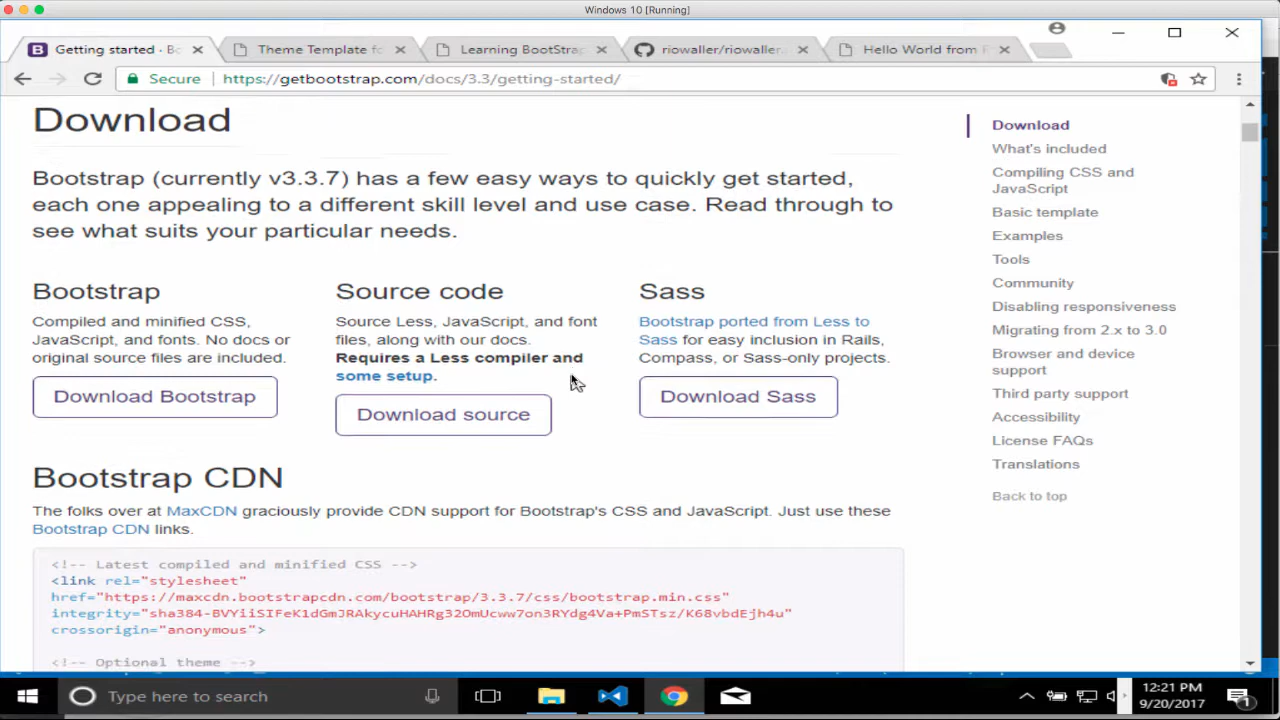 Windows 10 [Running]
Getting started · Bo
Theme Template fo
Learning BootStra
riowaller/riowaller.
Hello World from F
Secure
https://getbootstrap.com/docs/3.3/getting-started/
Download
Bootstrap (currently v3.3.7) has a few easy ways to quickly get started,
each one appealing to a different skill level and use case. Read through to
see what suits your particular needs.
Bootstrap
Compiled and minified CSS,
JavaScript, and fonts. No docs or
original source files are included.
Download Bootstrap
Source code
Source Less, JavaScript, and font
files, along with our docs.
Requires a Less compiler and
some setup.
Download source
Sass
Bootstrap ported from Less to
Sass for easy inclusion in Rails,
Compass, or Sass-only projects.
Download Sass
Bootstrap CDN
The folks over at MaxCDN graciously provide CDN support for Bootstrap's CSS and JavaScript. Just use these
Bootstrap CDN links.
<!-- Latest compiled and minified CSS -->
<link rel="stylesheet"
href="https://maxcdn.bootstrapcdn.com/bootstrap/3.3.7/css/bootstrap.min.css"
integrity="sha384-BVYiiSIFeK1dGmJRAkycuHAHRg32OmUcww7on3RYdg4Va+PmSTsz/K68vbdEjh4u"
crossorigin="anonymous">
<!-- Optional theme -->
Download
What's included
Compiling CSS and
JavaScript
Basic template
Examples
Tools
Community
Disabling responsiveness
Migrating from 2.x to 3.0
Browser and device
support
Third party support
Accessibility
License FAQs
Translations
Back to top
Type here to search
12:21 PM
9/20/2017
1